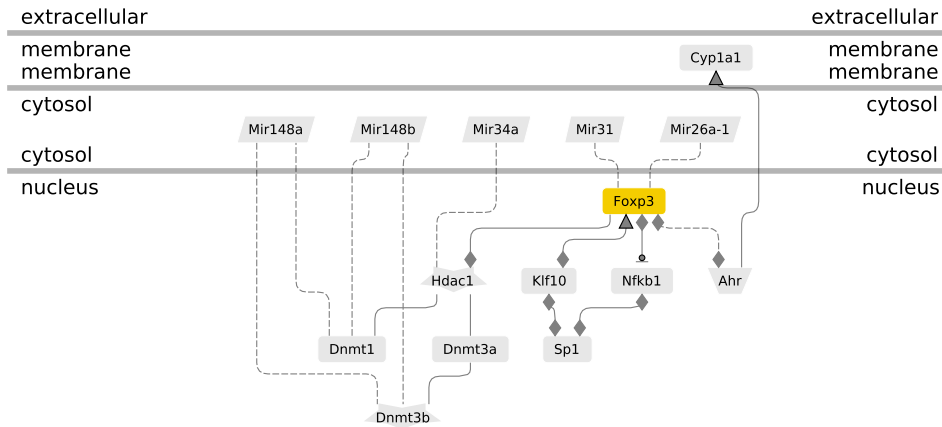 extracellular extracellular
membrane membrane
Cyp1a1
membrane membrane
cytosol cytosol
Mir148a Mir148b Mir34a Mir31 Mir26a-1
cytosol cytosol
nucleus nucleus
Foxp3
Hdac1 Klf10 Nfkb1 Ahr
Dnmt1 Dnmt3a Sp1
Dnmt3b